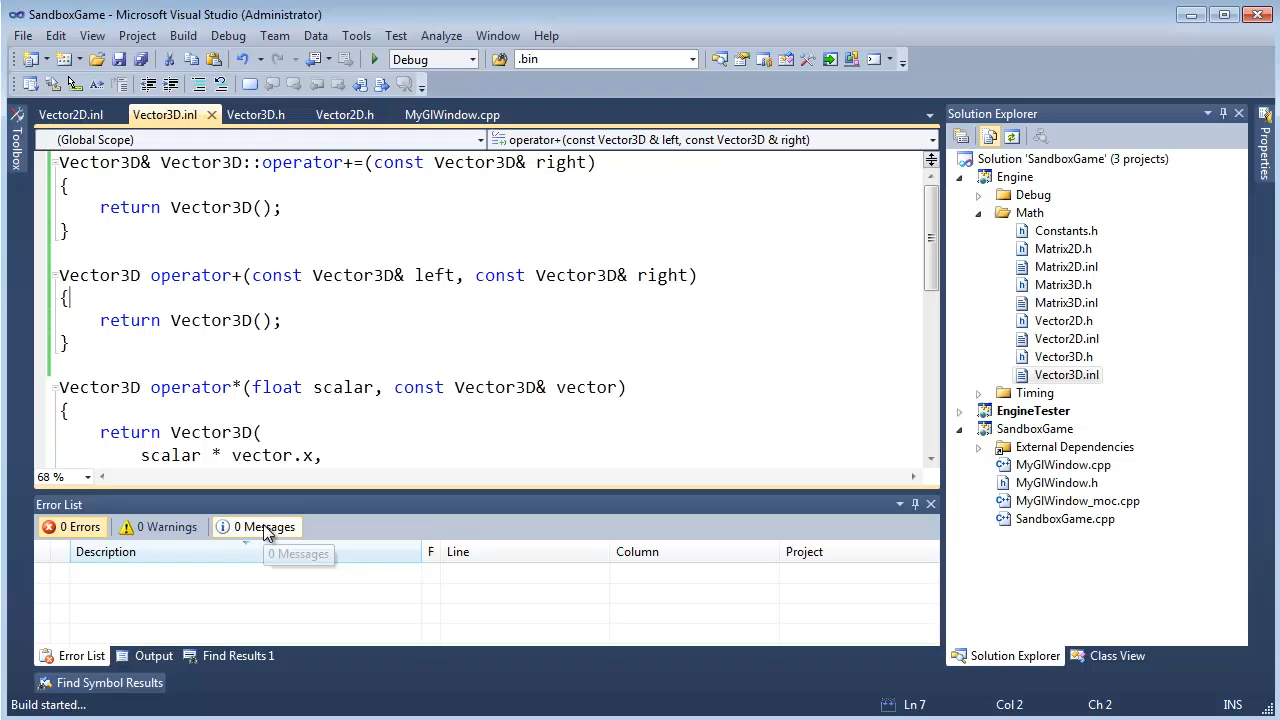 SandboxGame - Microsoft Visual Studio (Administrator)
File Edit View Project Build Debug Team Data Tools Test Analyze Window Help
Debug .bin
Vector2D.inl Vector3D.inl Vector3D.h Vector2D.h MyGlWindow.cpp
(Global Scope) operator+(const Vector3D & left, const Vector3D & right)
Vector3D& Vector3D::operator+=(const Vector3D& right)
{
return Vector3D();
}
Vector3D operator+(const Vector3D& left, const Vector3D& right)
{
return Vector3D();
}
Vector3D operator*(float scalar, const Vector3D& vector)
{
return Vector3D(
scalar * vector.x,
68 %
Toolbox
Error List
0 Errors 0 Warnings 0 Messages
0 Messages
Description F Line Column Project
Error List Output Find Results 1
Find Symbol Results
Solution Explorer
Solution 'SandboxGame' (3 projects)
Engine
Debug
Math
Constants.h
Matrix2D.h
Matrix2D.inl
Matrix3D.h
Matrix3D.inl
Vector2D.h
Vector2D.inl
Vector3D.h
Vector3D.inl
Timing
EngineTester
SandboxGame
External Dependencies
MyGlWindow.cpp
MyGlWindow.h
MyGlWindow_moc.cpp
SandboxGame.cpp
Solution Explorer Class View
Properties
Build started... Ln 7 Col 2 Ch 2 INS